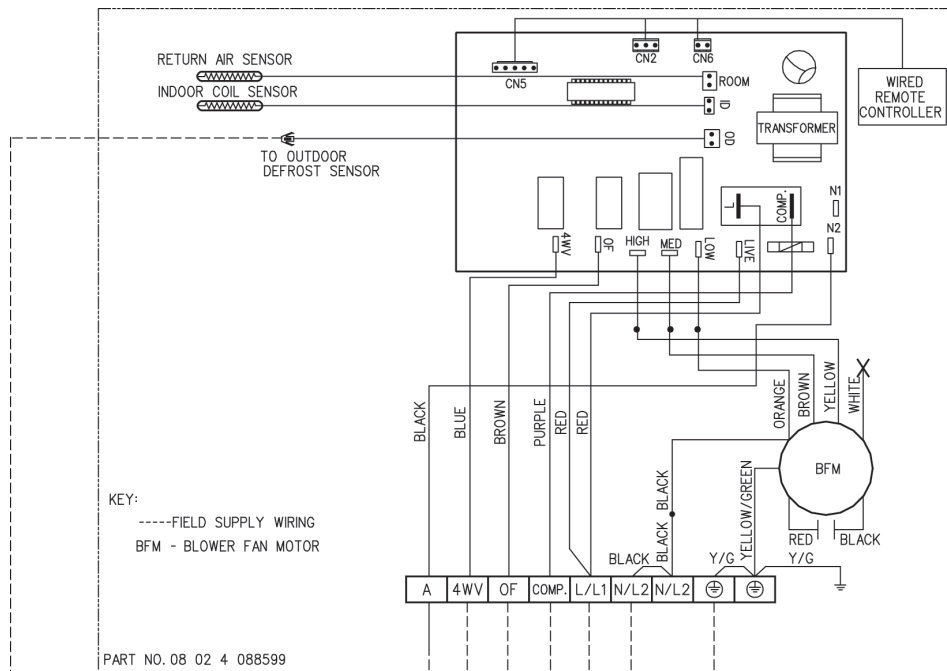 RETURN AIR SENSOR
INDOOR COIL SENSOR
TO OUTDOOR
DEFROST SENSOR
CN5
CN2
CN6
ROOM
ID
OD
TRANSFORMER
WIRED
REMOTE
CONTROLLER
4WV
OF
HIGH
MED
LOW
LIVE
L
COMP.
N1
N2
BLACK
BLUE
BROWN
PURPLE
RED
RED
BLACK
BLACK
BLACK
YELLOW/GREEN
ORANGE
BROWN
YELLOW
WHITE
BFM
RED
BLACK
Y/G
Y/G
KEY:
-----FIELD SUPPLY WIRING
BFM - BLOWER FAN MOTOR
A 4WV OF COMP. L/L1 N/L2 N/L2
PART NO. 08 02 4 088599